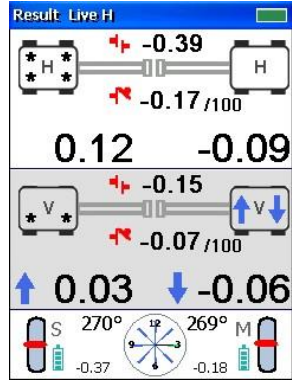 Result Live H
-0.39
* * H * * H
-0.17 /100
0.12 -0.09
-0.15
V * * V
-0.07 /100
0.03 -0.06
S 270° 12 269° M
9 3
-0.37 6 -0.18